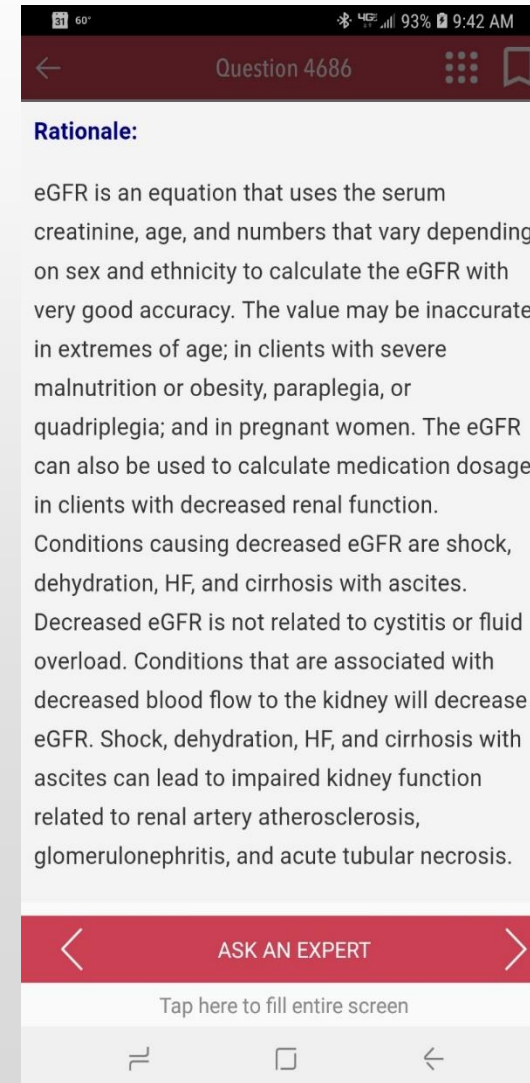 31 60° 4GE 93% 9:42 AM
Question 4686
Rationale:
eGFR is an equation that uses the serum
creatinine, age, and numbers that vary depending
on sex and ethnicity to calculate the eGFR with
very good accuracy. The value may be inaccurate
in extremes of age; in clients with severe
malnutrition or obesity, paraplegia, or
quadriplegia; and in pregnant women. The eGFR
can also be used to calculate medication dosage
in clients with decreased renal function.
Conditions causing decreased eGFR are shock,
dehydration, HF, and cirrhosis with ascites.
Decreased eGFR is not related to cystitis or fluid
overload. Conditions that are associated with
decreased blood flow to the kidney will decrease
eGFR. Shock, dehydration, HF, and cirrhosis with
ascites can lead to impaired kidney function
related to renal artery atherosclerosis,
glomerulonephritis, and acute tubular necrosis.
ASK AN EXPERT
Tap here to fill entire screen